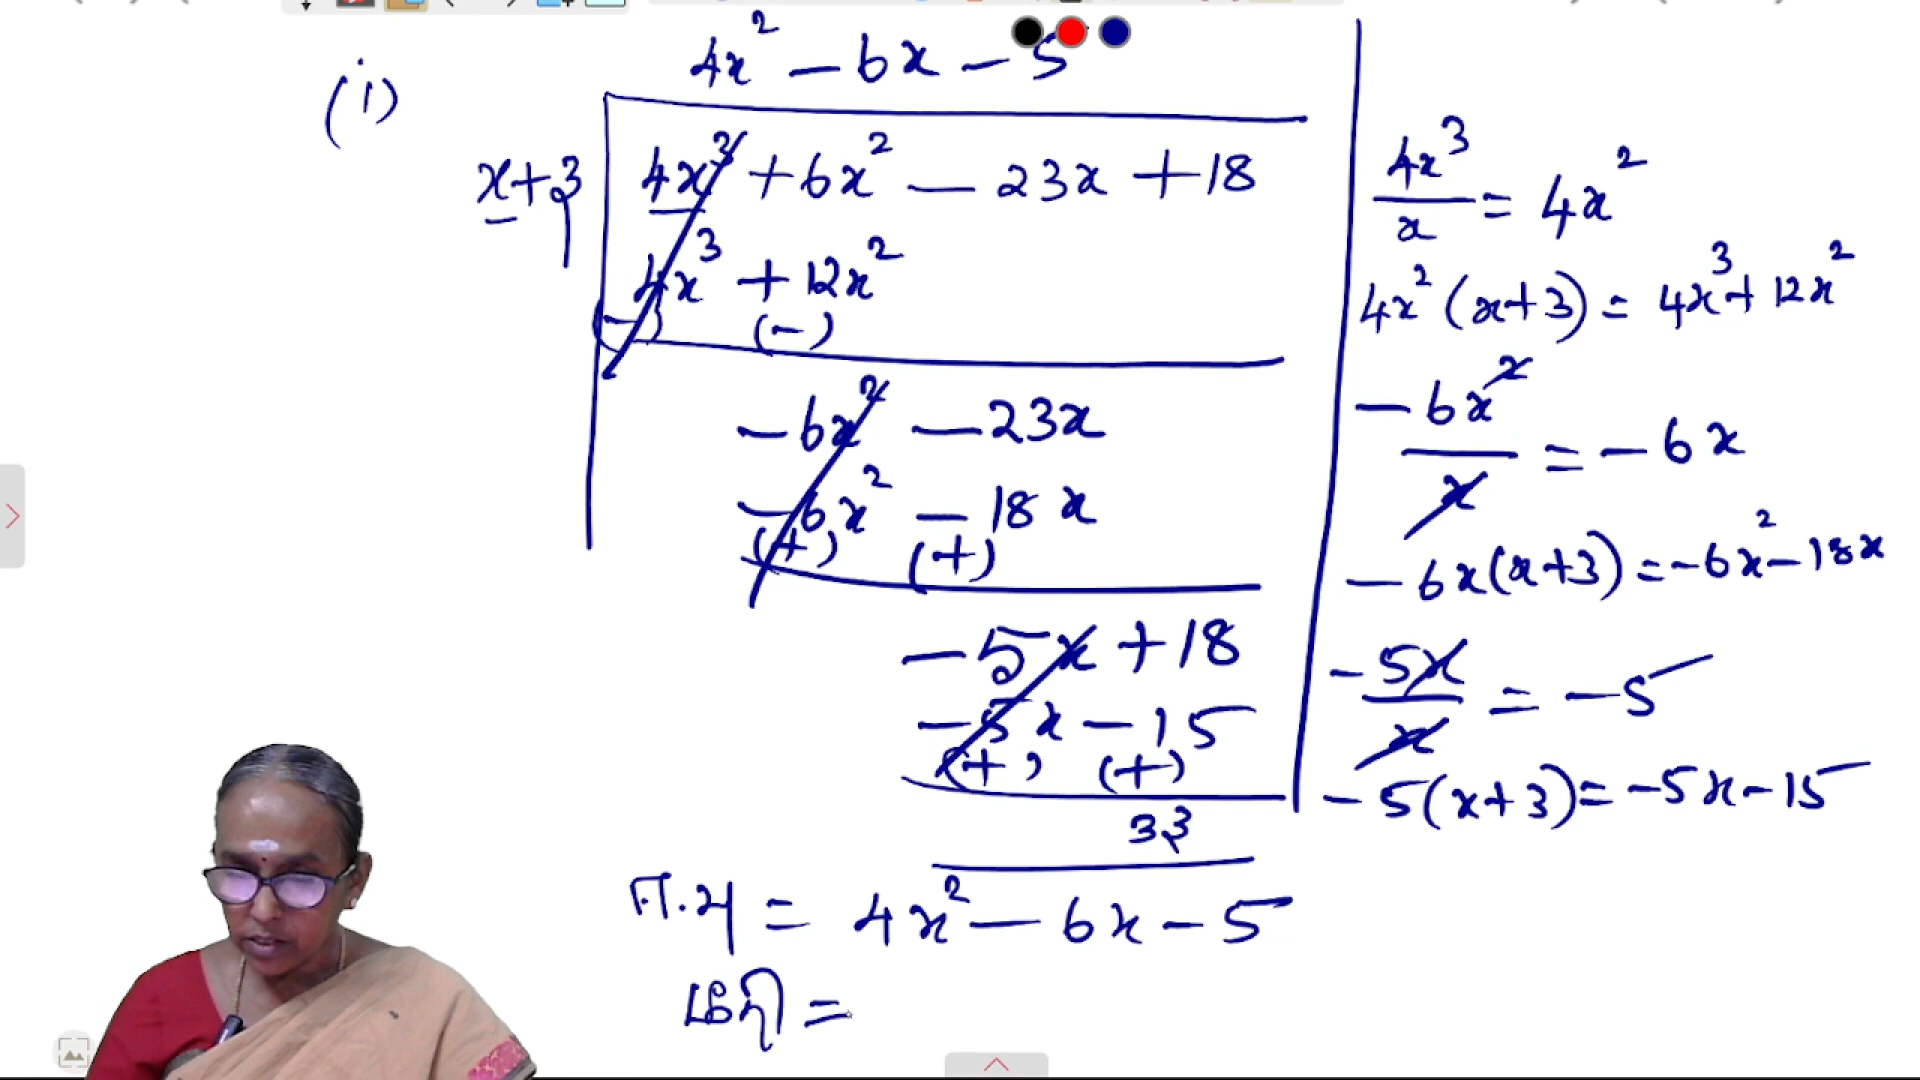 4x² - 6x - 5
(i)
x+3 | 4x³ + 6x² - 23x + 18
4x³ + 12x²
(-) (-)
-6x² - 23x
-6x² - 18x
(+) (+)
-5x + 18
-5x - 15
(+) (+)
33
ஈ.வு = 4x² - 6x - 5
மீதி =
4x³/x = 4x²
4x²(x+3) = 4x³ + 12x²
-6x²/x = -6x
-6x(x+3) = -6x² - 18x
-5x/x = -5
-5(x+3) = -5x - 15